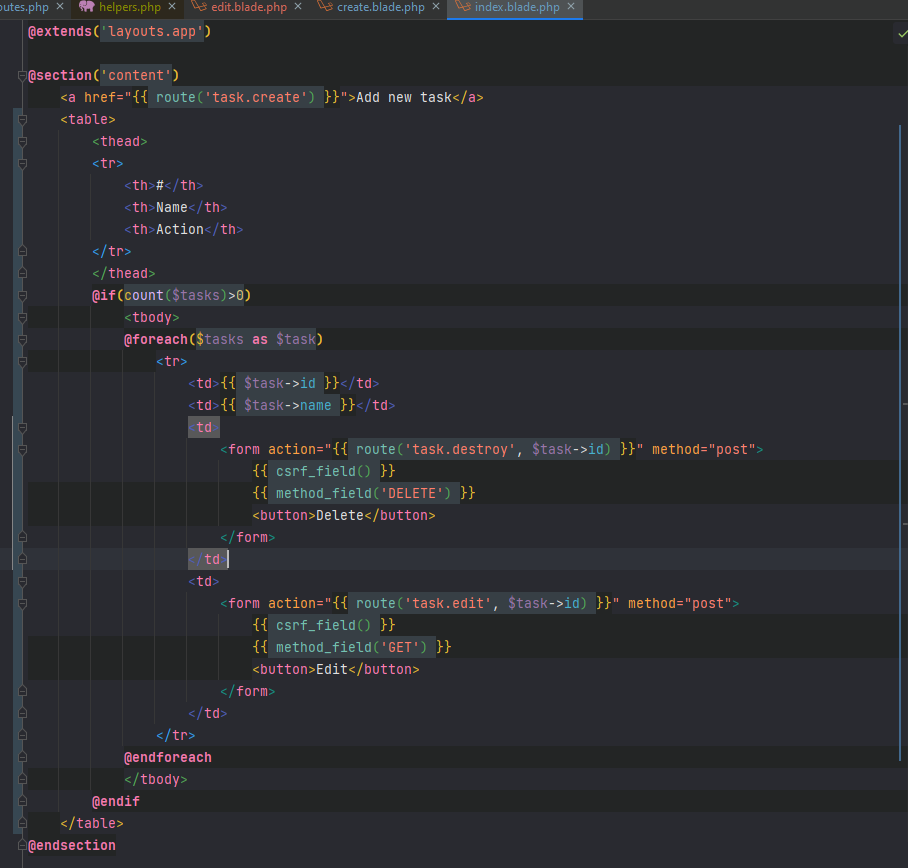 outes.php × helpers.php × edit.blade.php × create.blade.php × index.blade.php ×
@extends('layouts.app')
@section('content')
<a href="{{ route('task.create') }}">Add new task</a>
<table>
<thead>
<tr>
<th>#</th>
<th>Name</th>
<th>Action</th>
</tr>
</thead>
@if(count($tasks)>0)
<tbody>
@foreach($tasks as $task)
<tr>
<td>{{ $task->id }}</td>
<td>{{ $task->name }}</td>
<td>
<form action="{{ route('task.destroy', $task->id) }}" method="post">
{{ csrf_field() }}
{{ method_field('DELETE') }}
<button>Delete</button>
</form>
</td>
<td>
<form action="{{ route('task.edit', $task->id) }}" method="post">
{{ csrf_field() }}
{{ method_field('GET') }}
<button>Edit</button>
</form>
</td>
</tr>
@endforeach
</tbody>
@endif
</table>
@endsection